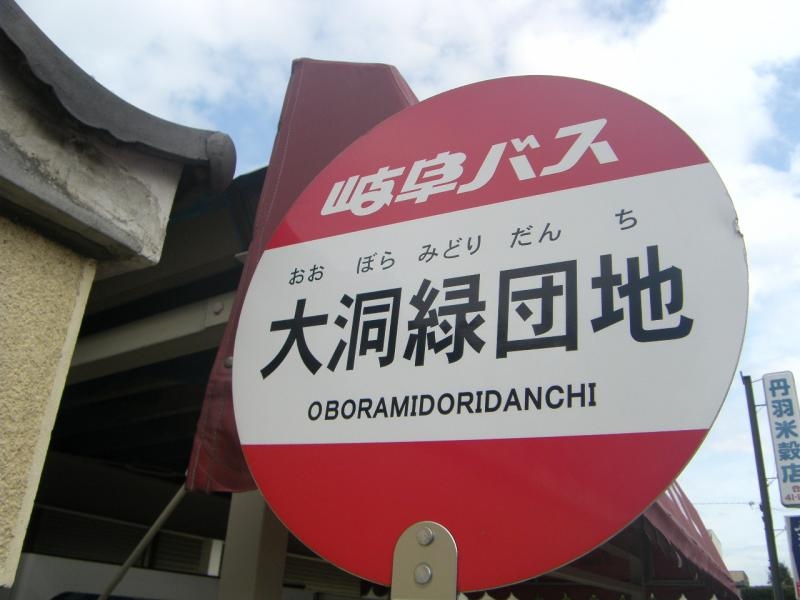 岐阜バス
おお ぼら みどり だん ち
大洞緑団地
OBORAMIDORIDANCHI
丹羽米穀店